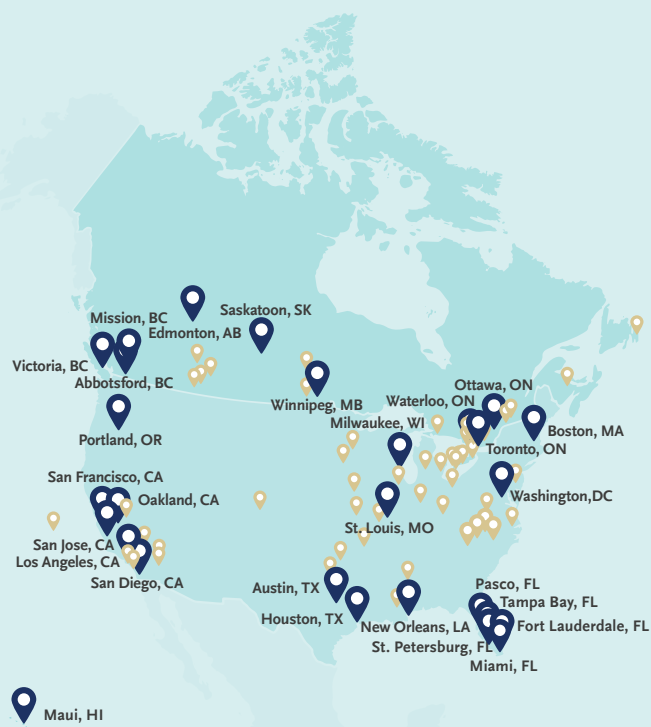 Mission, BC
Saskatoon, SK
Edmonton, AB
Victoria, BC
Abbotsford, BC
Ottawa, ON
Waterloo, ON
Winnipeg, MB
Milwaukee, WI
Boston, MA
Portland, OR
Toronto, ON
San Francisco, CA
Oakland, CA
Washington,DC
St. Louis, MO
San Jose, CA
Los Angeles, CA
San Diego, CA
Austin, TX
Pasco, FL
Tampa Bay, FL
Houston, TX
New Orleans, LA
Fort Lauderdale, FL
St. Petersburg, FL
Miami, FL
Maui, HI